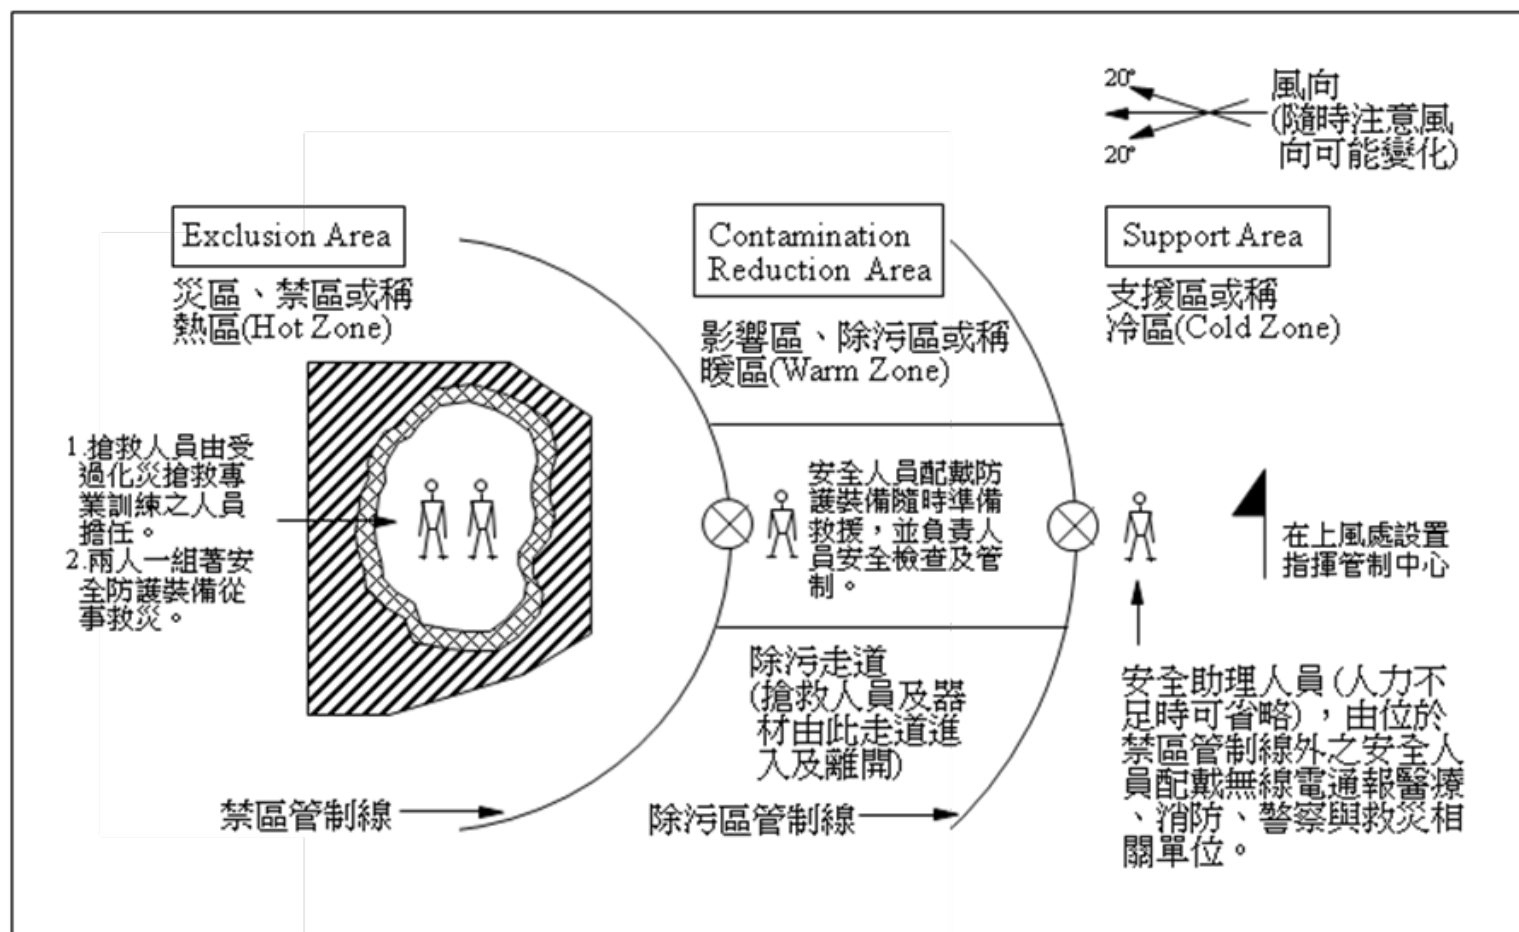 20°
20°
風向
(隨時注意風
向可能變化)
Exclusion Area
災區、禁區或稱
熱區(Hot Zone)
Contamination
Reduction Area
影響區、除污區或稱
暖區(Warm Zone)
Support Area
支援區或稱
冷區(Cold Zone)
1.搶救人員由受
過化災搶救專
業訓練之人員
擔任。
2.兩人一組著安
全防護裝備從
事救災。
安全人員配戴防
護裝備隨時準備
救援，並負責人
員安全檢查及管
制。
在上風處設置
指揮管制中心
除污走道
(搶救人員及器
材由此走道進
入及離開)
安全助理人員(人力不
足時可省略)，由位於
禁區管制線外之安全人
員配戴無線電通報醫療
、消防、警察與救災相
關單位。
禁區管制線
除污區管制線